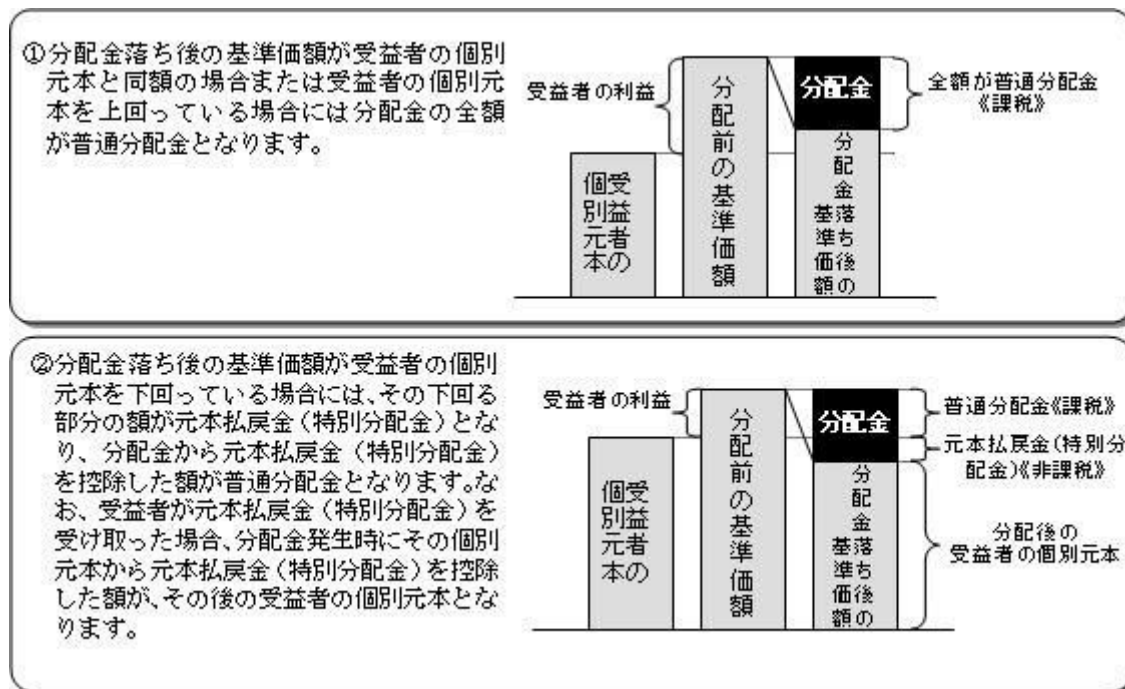 ①分配金落ち後の基準価額が受益者の個別
元本と同額の場合または受益者の個別元
本を上回っている場合には分配金の全額
が普通分配金となります。
受益者の利益
受益者の
個別元本
分配前の基準価額
分配金
分配金落ち後の
基準価額
全額が普通分配金
《課税》
②分配金落ち後の基準価額が受益者の個別
元本を下回っている場合には、その下回る
部分の額が元本払戻金(特別分配金)とな
り、分配金から元本払戻金(特別分配金)
を控除した額が普通分配金となります。な
お、受益者が元本払戻金(特別分配金)を
受け取った場合、分配金発生時にその個別
元本から元本払戻金(特別分配金)を控除
した額が、その後の受益者の個別元本とな
ります。
受益者の利益
受益者の
個別元本
分配前の基準価額
分配金
分配金落ち後の
基準価額
普通分配金《課税》
元本払戻金(特別分
配金)《非課税》
分配後の
受益者の個別元本